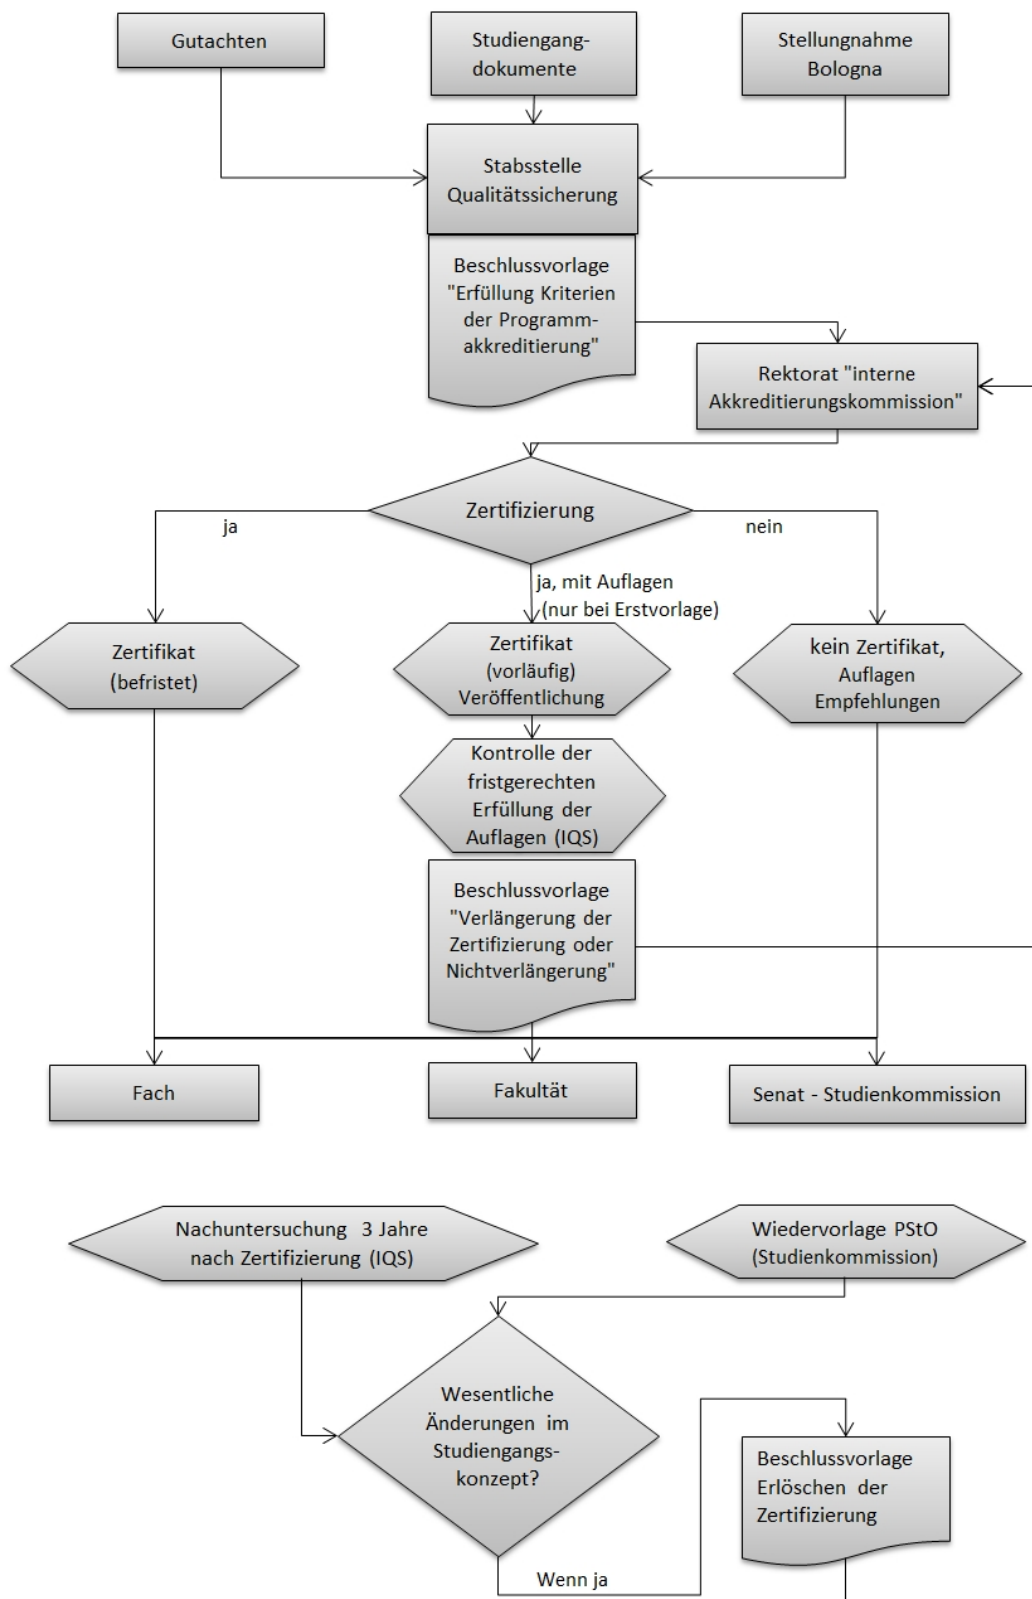 Gutachten
Studiengang-
dokumente
Stellungnahme
Bologna
Stabsstelle
Qualitätssicherung
Beschlussvorlage
"Erfüllung Kriterien
der Programm-
akkreditierung"
Rektorat "interne
Akkreditierungskommission"
Zertifizierung
ja
nein
ja, mit Auflagen
(nur bei Erstvorlage)
Zertifikat
(befristet)
Zertifikat
(vorläufig)
Veröffentlichung
kein Zertifikat,
Auflagen
Empfehlungen
Kontrolle der
fristgerechten
Erfüllung der
Auflagen (IQS)
Beschlussvorlage
"Verlängerung der
Zertifizierung oder
Nichtverlängerung"
Fach
Fakultät
Senat - Studienkommission
Nachuntersuchung 3 Jahre
nach Zertifizierung (IQS)
Wiedervorlage PStO
(Studienkommission)
Wesentliche
Änderungen im
Studiengangs-
konzept?
Beschlussvorlage
Erlöschen der
Zertifizierung
Wenn ja